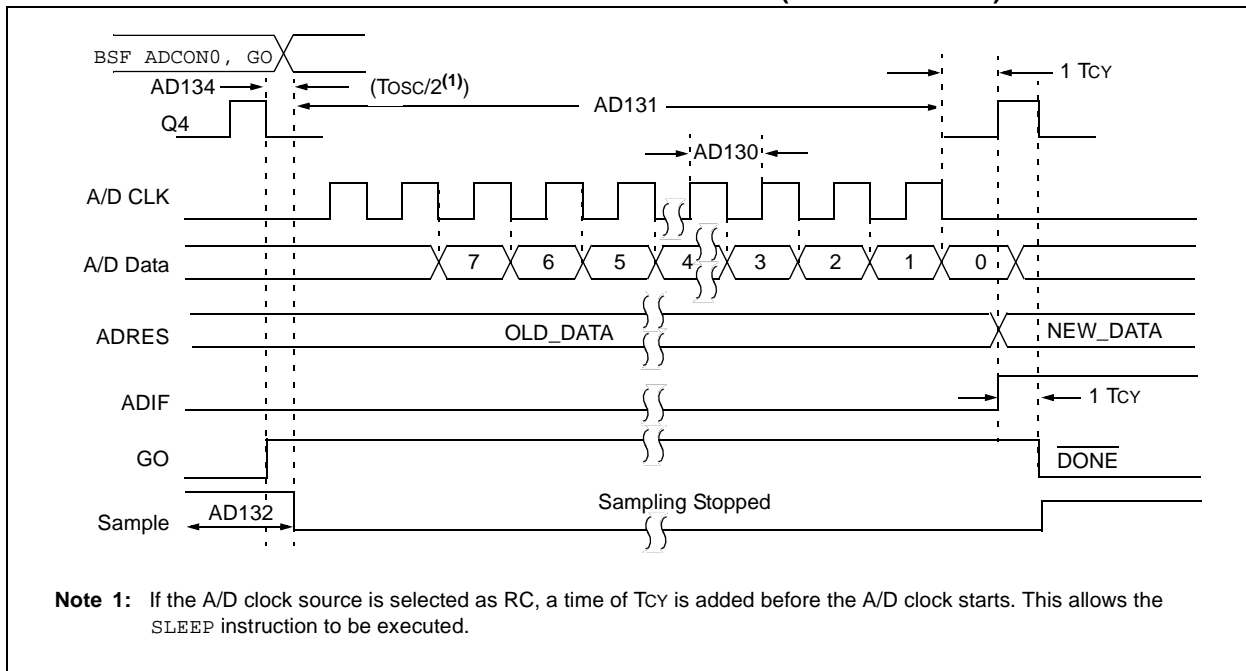 BSF ADCON0, GO
1 TCY
AD134
(TOSC/2(1))
AD131
Q4
AD130
A/D CLK
A/D Data
7
6
5
4
3
2
1
0
ADRES
OLD_DATA
NEW_DATA
ADIF
1 TCY
GO
DONE
Sampling Stopped
AD132
Sample
Note 1: If the A/D clock source is selected as RC, a time of TCY is added before the A/D clock starts. This allows the
SLEEP instruction to be executed.